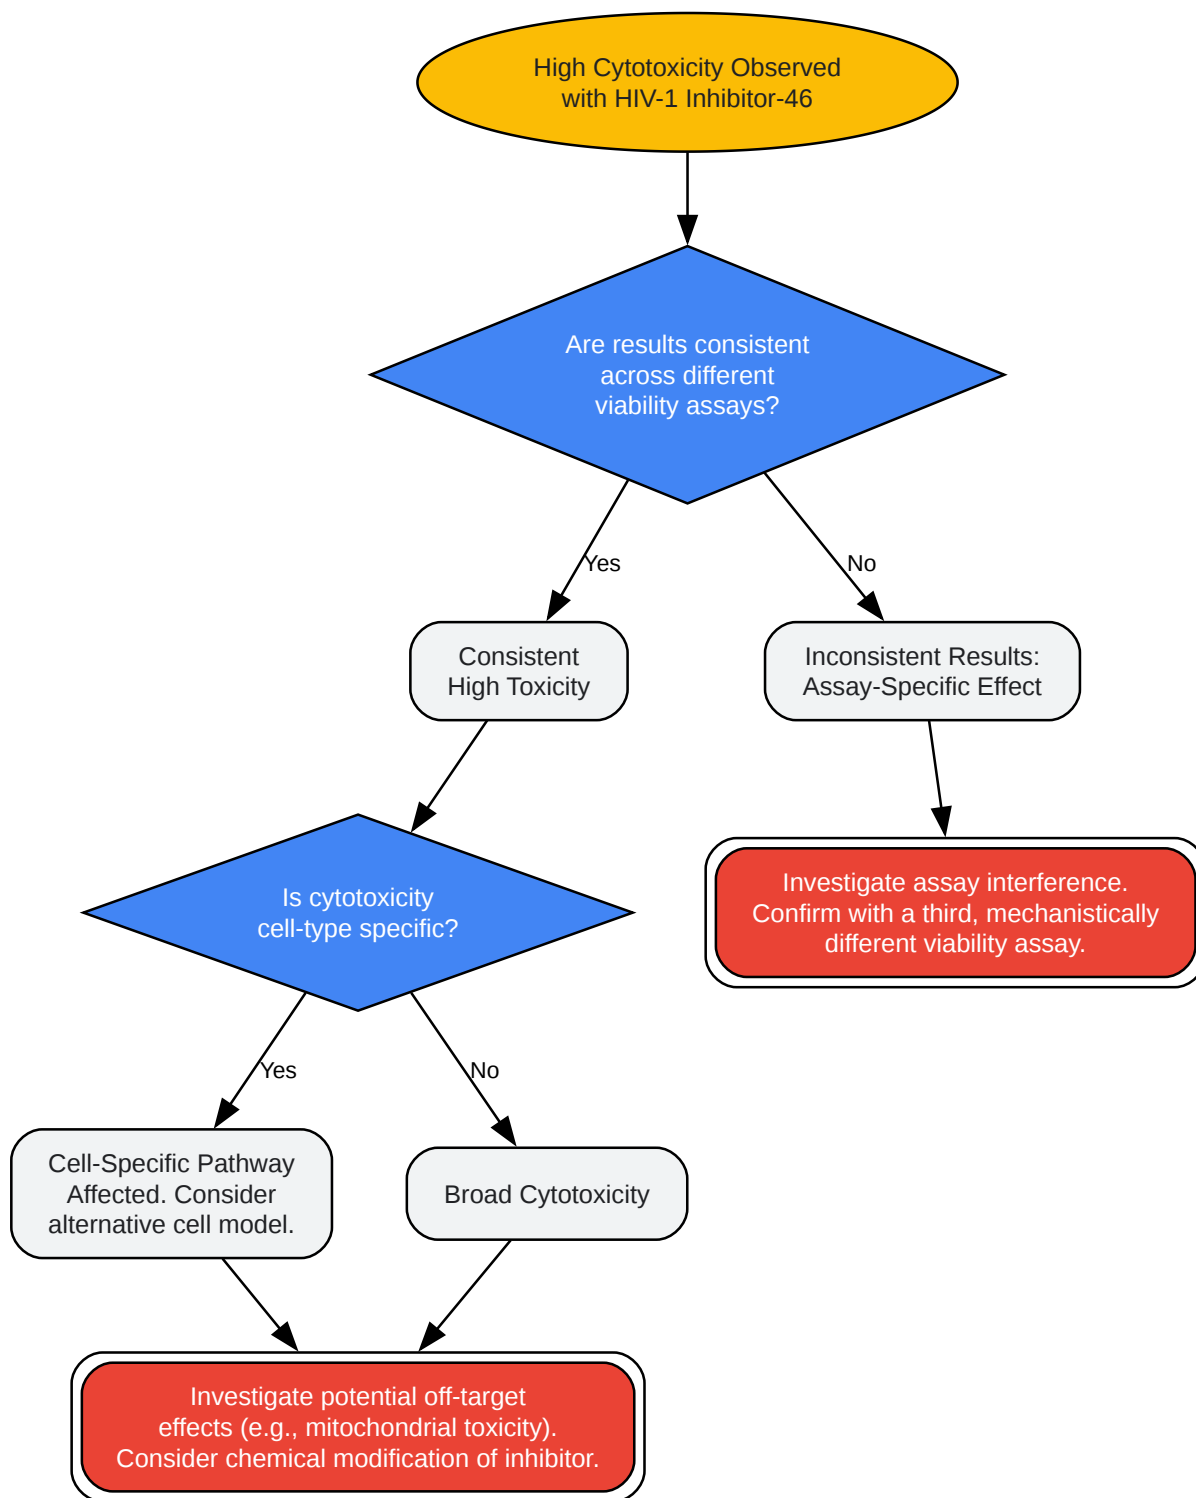 High Cytotoxicity Observed
with HIV-1 Inhibitor-46
Are results consistent
across different
viability assays?
Yes
No
Consistent
High Toxicity
Inconsistent Results:
Assay-Specific Effect
Is cytotoxicity
cell-type specific?
Investigate assay interference.
Confirm with a third, mechanistically
different viability assay.
Yes
No
Cell-Specific Pathway
Affected. Consider
alternative cell model.
Broad Cytotoxicity
Investigate potential off-target
effects (e.g., mitochondrial toxicity).
Consider chemical modification of inhibitor.